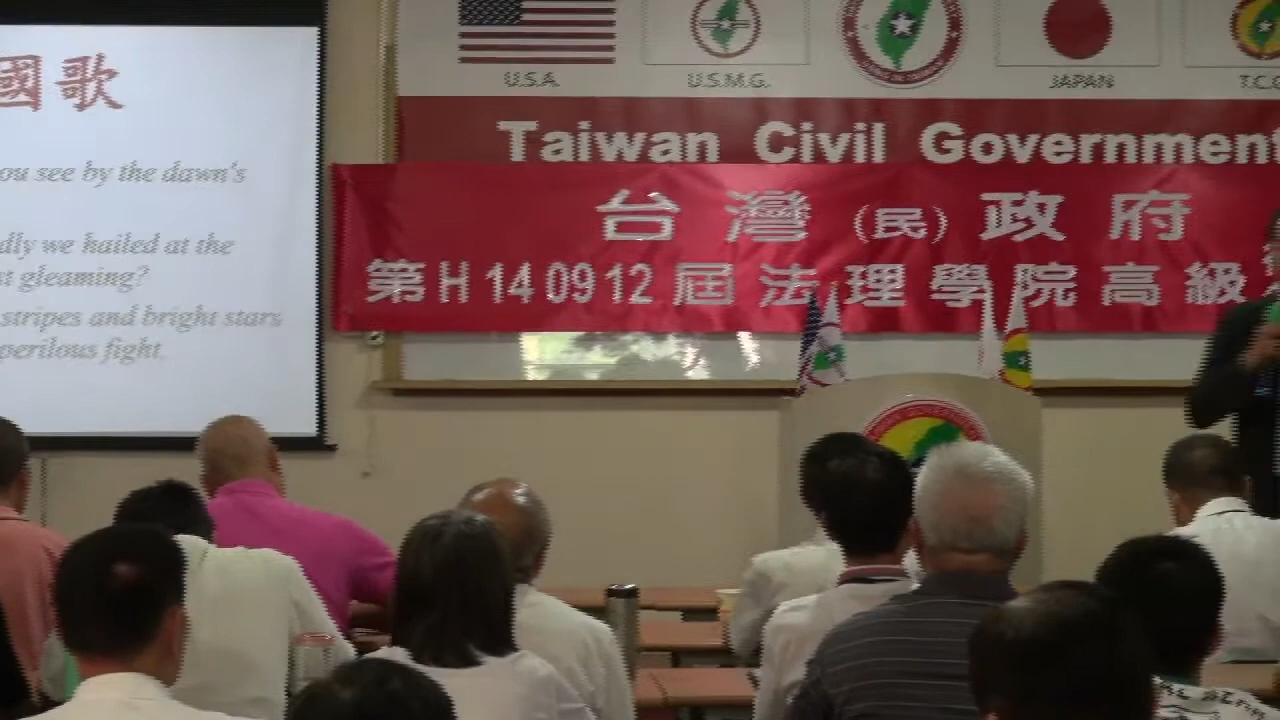 國歌
ou see by the dawn's
dly we hailed at the
t gleaming?
stripes and bright stars
perilous fight
U.S.A.
U.S.M.G.
JAPAN
T.C.
Taiwan Civil Government
台灣(民)政府
第H140912屆法理學院高級